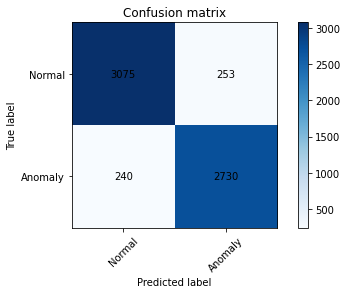 Confusion matrix
True label
Normal
3075
253
Anomaly
240
2730
Normal
Anomaly
Predicted label
3000
2500
2000
1500
1000
500